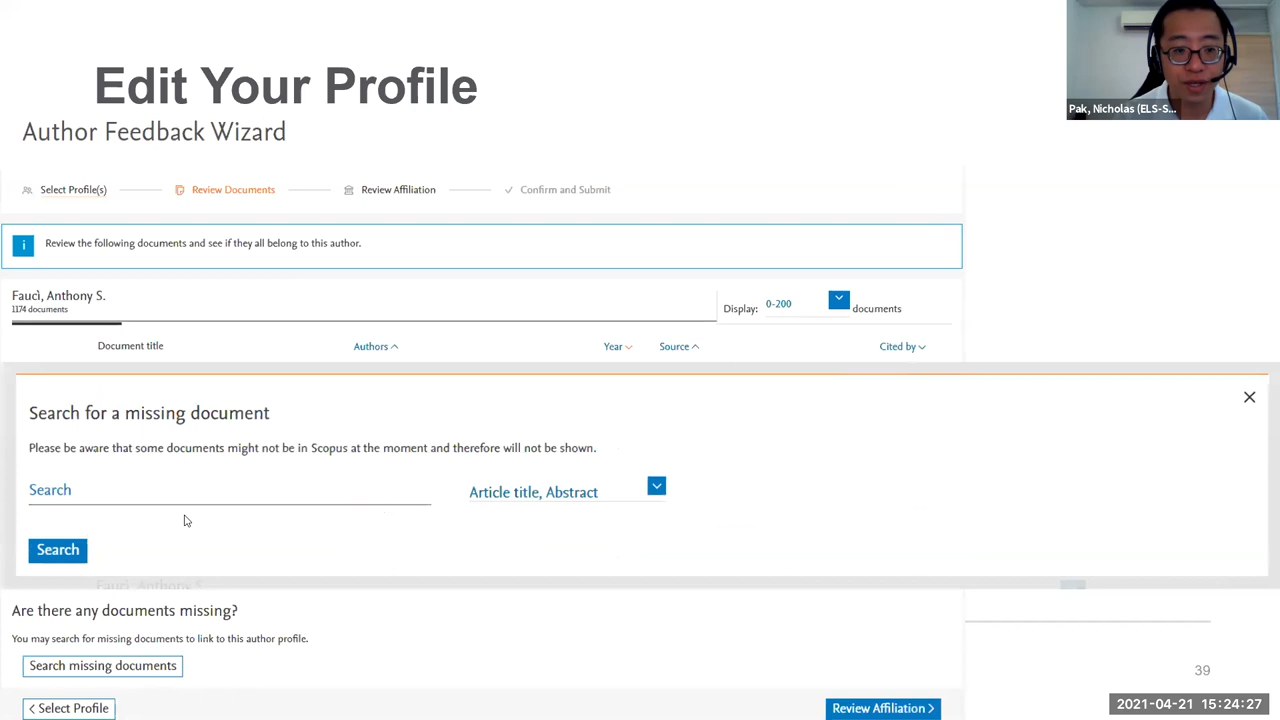 Edit Your Profile
Author Feedback Wizard
Pak, Nicholas (ELS-S...
Select Profile(s)
Review Documents
Review Affiliation
Confirm and Submit
i
Review the following documents and see if they all belong to this author.
Faucì, Anthony S.
1174 documents
Display: 0-200 documents
Document title Authors Year Source Cited by
Search for a missing document
Please be aware that some documents might not be in Scopus at the moment and therefore will not be shown.
Search
Article title, Abstract
Search
Faucì, Anthony S.
Are there any documents missing?
You may search for missing documents to link to this author profile.
Search missing documents
39
Select Profile
Review Affiliation
2021-04-21 15:24:27